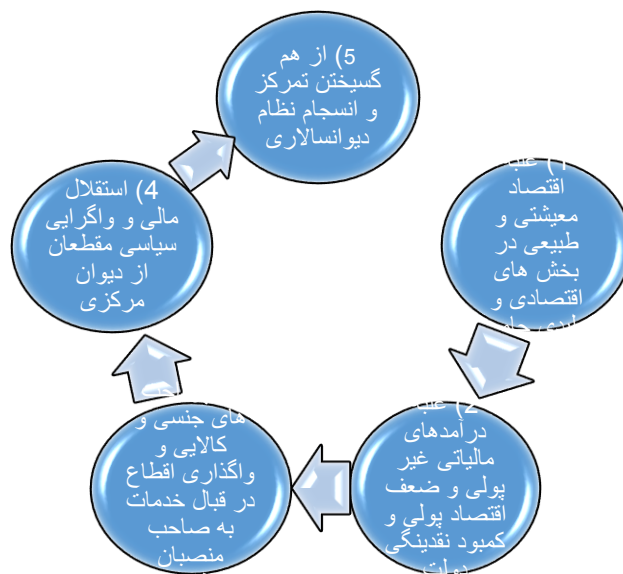 5) از هم
گسیختن تمرکز
و انسجام نظام
دیوانسالاری
اقتصاد
معیشتی و
طبیعی در
بخش های
اقتصادی و
درآمدهای
مالیاتی غیر
پولی و ضعف
اقتصاد پولی و
کمبود نقدینگی
دولت
های جنسی و
کالایی و
واگذاری اقطاع
در قبال خدمات
به صاحب
منصبان
4) استقلال
مالی و واگرایی
سیاسی مقطعان
از دیوان
مرکزی